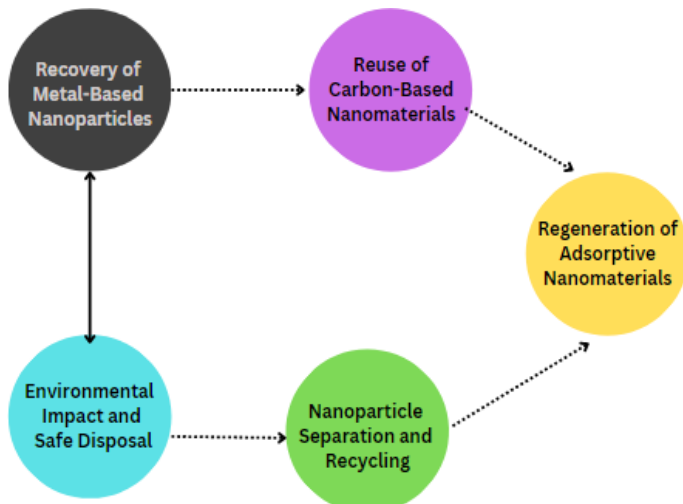 Recovery of
Metal-Based
Nanoparticles
Reuse of
Carbon-Based
Nanomaterials
Regeneration of
Adsorptive
Nanomaterials
Environmental
Impact and
Safe Disposal
Nanoparticle
Separation and
Recycling